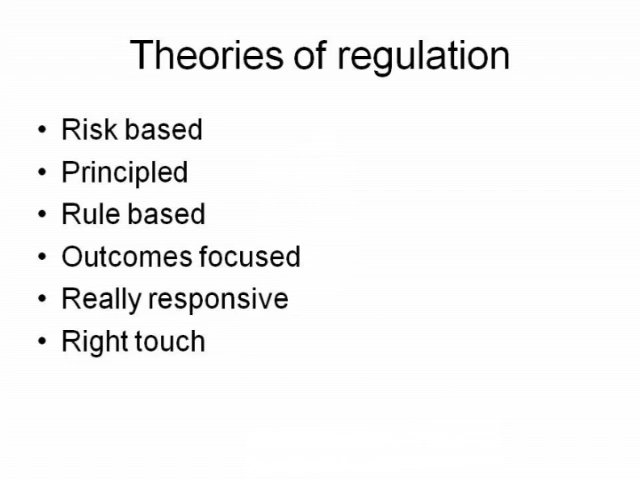 Theories of regulation
• Risk based
• Principled
• Rule based
• Outcomes focused
• Really responsive
• Right touch